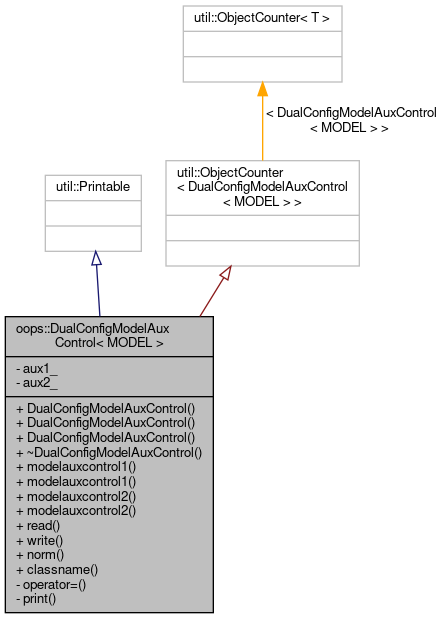 util::ObjectCounter< T >
< DualConfigModelAuxControl
< MODEL > >
util::ObjectCounter
< DualConfigModelAuxControl
< MODEL > >
util::Printable
oops::DualConfigModelAux
Control< MODEL >
- aux1_
- aux2_
+ DualConfigModelAuxControl()
+ DualConfigModelAuxControl()
+ DualConfigModelAuxControl()
+ ~DualConfigModelAuxControl()
+ modelauxcontrol1()
+ modelauxcontrol1()
+ modelauxcontrol2()
+ modelauxcontrol2()
+ read()
+ write()
+ norm()
+ classname()
- operator=()
- print()